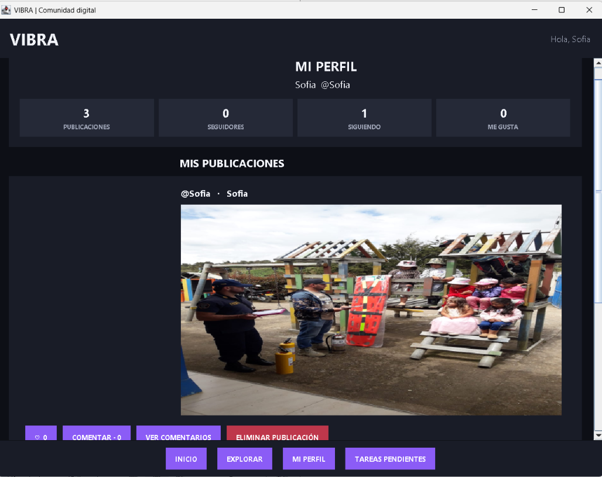 VIBRA | Comunidad digital
VIBRA
Hola, Sofia
MI PERFIL
Sofia @Sofia
3
PUBLICACIONES
0
SEGUIDORES
1
SIGUIENDO
0
ME GUSTA
MIS PUBLICACIONES
@Sofia · Sofia
♡ 0
COMENTAR · 0
VER COMENTARIOS
ELIMINAR PUBLICACIÓN
INICIO
EXPLORAR
MI PERFIL
TAREAS PENDIENTES